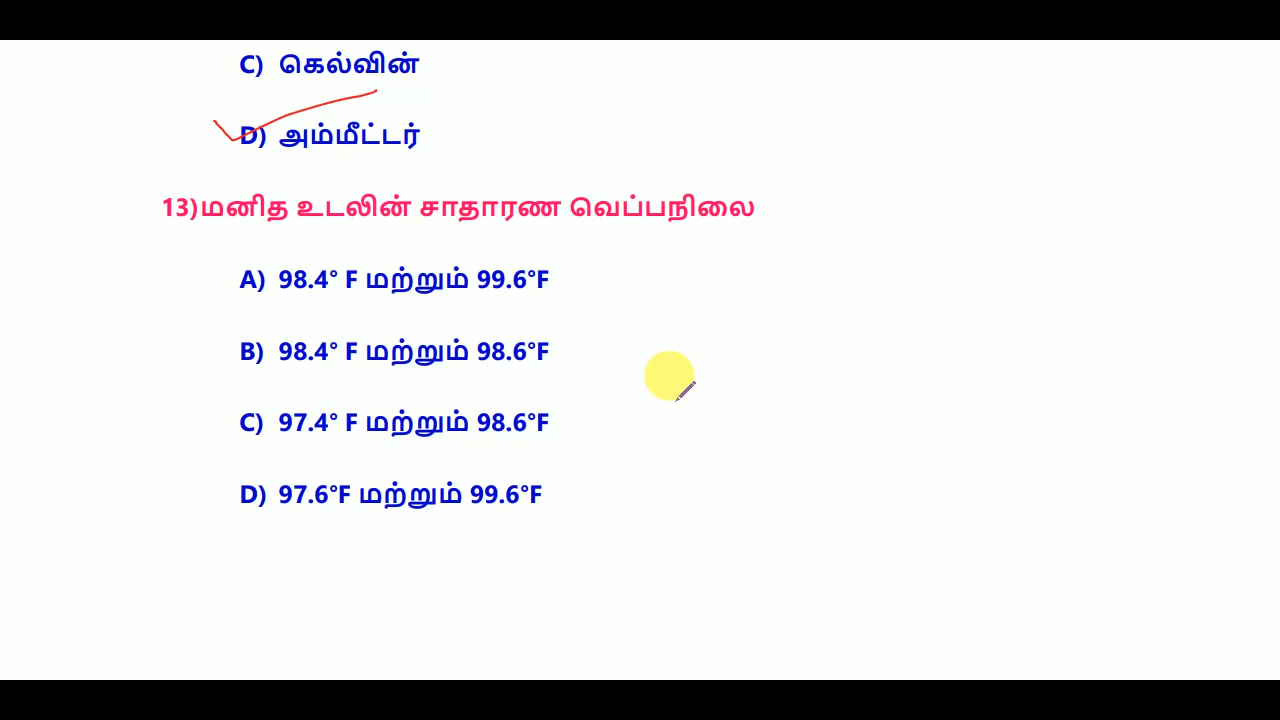 C) கெல்வின்
D) அம்மீட்டர்
13)மனித உடலின் சாதாரண வெப்பநிலை
A) 98.4° F மற்றும் 99.6°F
B) 98.4° F மற்றும் 98.6°F
C) 97.4° F மற்றும் 98.6°F
D) 97.6°F மற்றும் 99.6°F